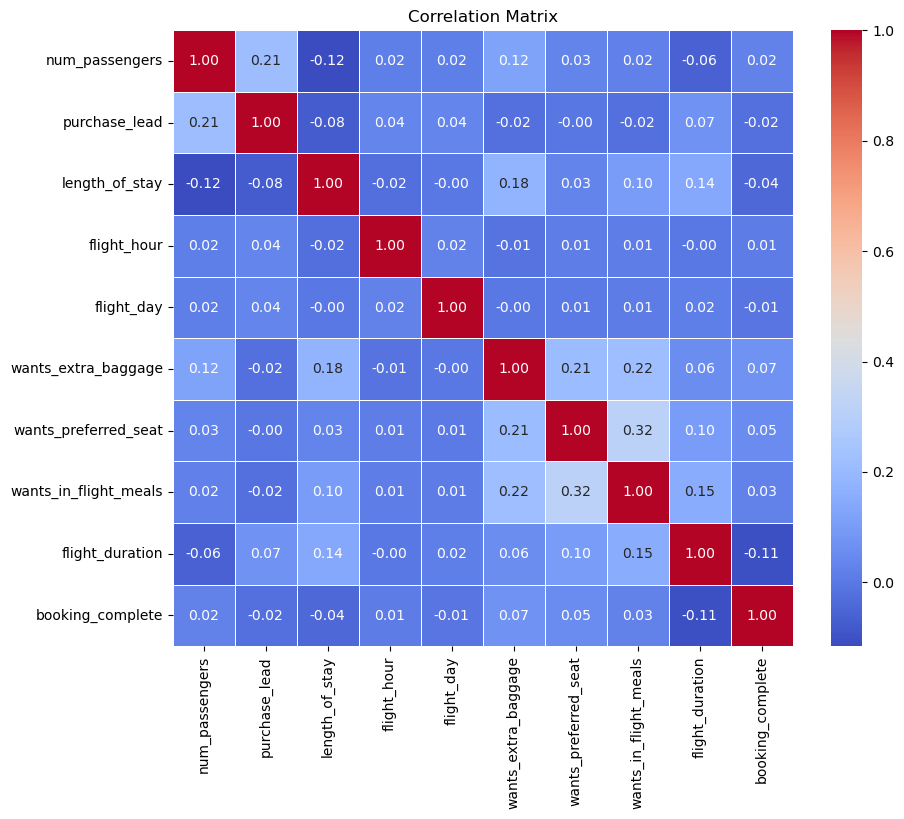 Correlation Matrix
num_passengers 1.00 0.21 -0.12 0.02 0.02 0.12 0.03 0.02 -0.06 0.02
purchase_lead 0.21 1.00 -0.08 0.04 0.04 -0.02 -0.00 -0.02 0.07 -0.02
length_of_stay -0.12 -0.08 1.00 -0.02 -0.00 0.18 0.03 0.10 0.14 -0.04
flight_hour 0.02 0.04 -0.02 1.00 0.02 -0.01 0.01 0.01 -0.00 0.01
flight_day 0.02 0.04 -0.00 0.02 1.00 -0.00 0.01 0.01 0.02 -0.01
wants_extra_baggage 0.12 -0.02 0.18 -0.01 -0.00 1.00 0.21 0.22 0.06 0.07
wants_preferred_seat 0.03 -0.00 0.03 0.01 0.01 0.21 1.00 0.32 0.10 0.05
wants_in_flight_meals 0.02 -0.02 0.10 0.01 0.01 0.22 0.32 1.00 0.15 0.03
flight_duration -0.06 0.07 0.14 -0.00 0.02 0.06 0.10 0.15 1.00 -0.11
booking_complete 0.02 -0.02 -0.04 0.01 -0.01 0.07 0.05 0.03 -0.11 1.00
num_passengers
purchase_lead
length_of_stay
flight_hour
flight_day
wants_extra_baggage
wants_preferred_seat
wants_in_flight_meals
flight_duration
booking_complete
1.0
0.8
0.6
0.4
0.2
0.0